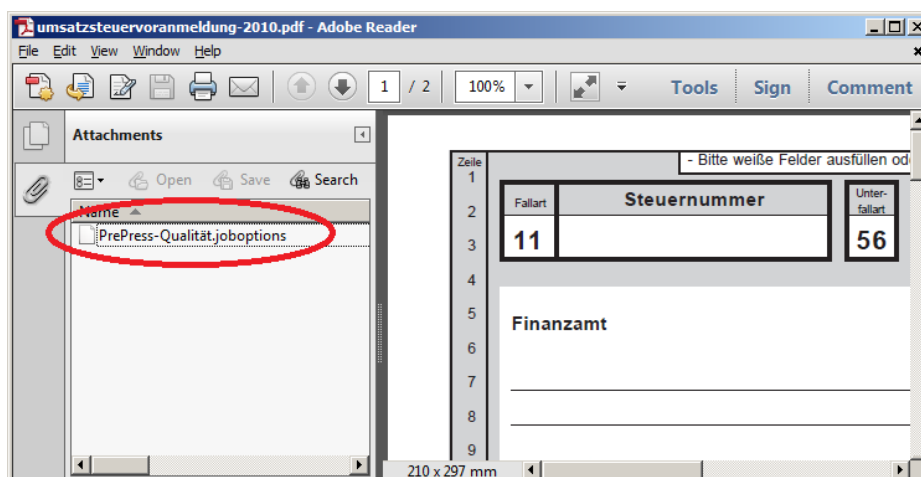 umsatzsteuervoranmeldung-2010.pdf - Adobe Reader
File Edit View Window Help
1 / 2 100% Tools Sign Comment
Attachments
Open Save Search
Name
PrePress-Qualität.joboptions
Zeile
1
- Bitte weiße Felder ausfüllen od
2
Fallart
Steuernummer
Unter-
fallart
3
11
56
4
5
Finanzamt
6
7
8
9
210 x 297 mm